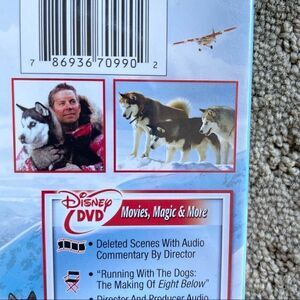 7 86936 70990 2
Disney
DVD
Movies, Magic & More
• Deleted Scenes With Audio
Commentary By Director
• "Running With The Dogs:
The Making Of Eight Below"
• Director And Producer Audio